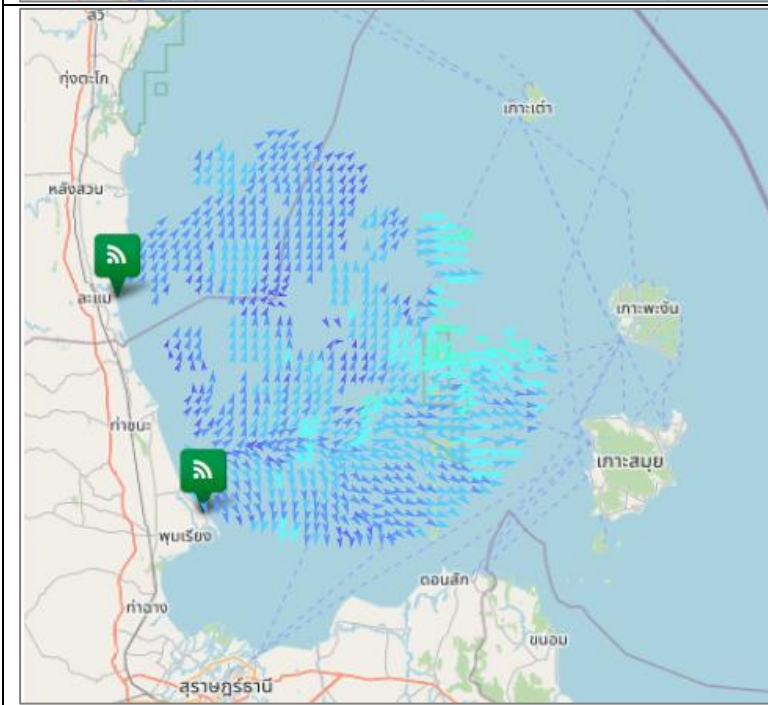 สวี
ทุ่งตะโก
เกาะเต่า
หลังสวน
ละแม
เกาะพะงัน
ท่าชนะ
เกาะสมุย
พุมเรียง
ดอนสัก
ท่าฉาง
ขนอม
สุราษฎร์ธานี